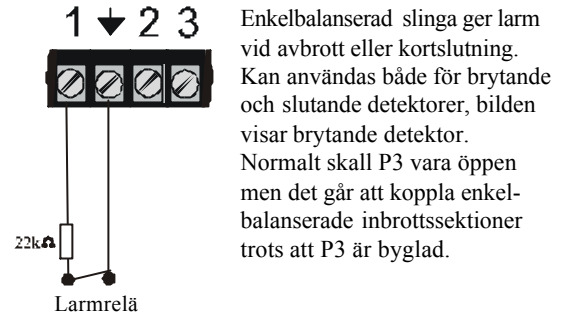 1 2 3
Enkelbalanserad slinga ger larm
vid avbrott eller kortslutning.
Kan användas både för brytande
och slutande detektorer, bilden
visar brytande detektor.
Normalt skall P3 vara öppen
men det går att koppla enkel-
balanserade inbrottssektioner
trots att P3 är byglad.
22kΩ
Larmrelä